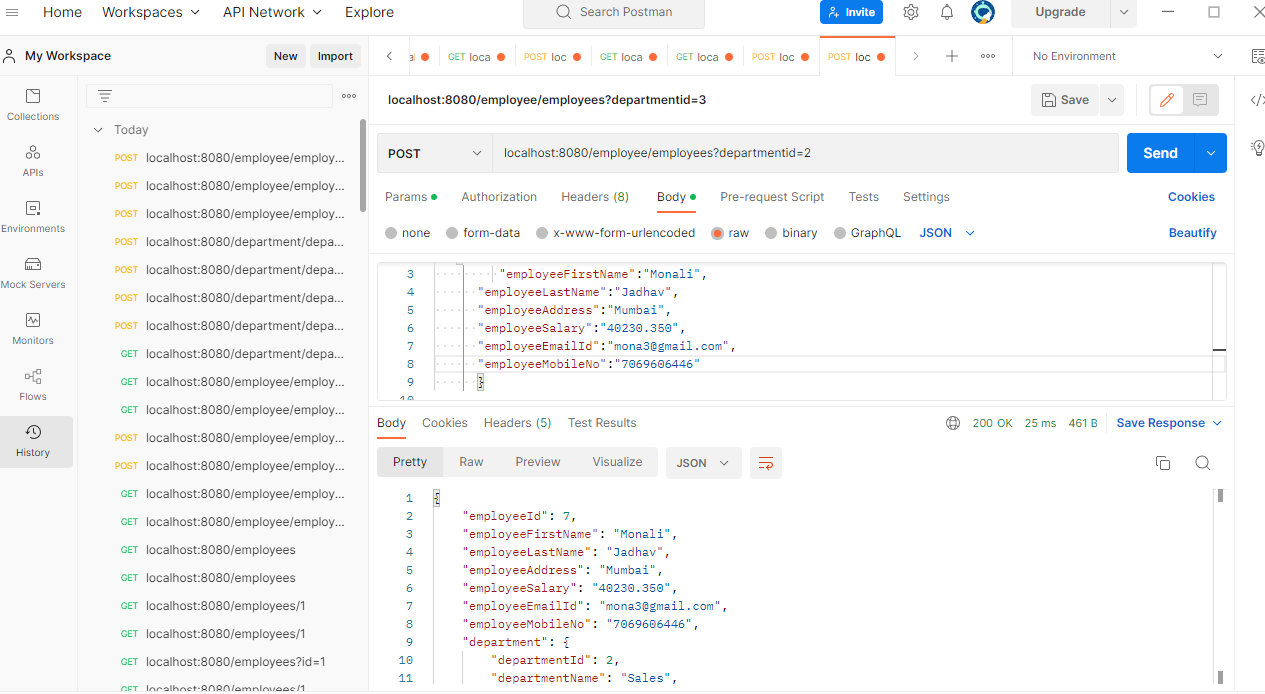 Home Workspaces API Network Explore Search Postman Invite Upgrade
My Workspace New Import GET loca POST loc GET loca GET loca POST loc POST loc No Environment
Collections
APIs
Environments
Mock Servers
Monitors
Flows
History
Today
POST localhost:8080/employee/employ...
POST localhost:8080/employee/employ...
POST localhost:8080/employee/employ...
POST localhost:8080/department/depa...
POST localhost:8080/department/depa...
POST localhost:8080/department/depa...
POST localhost:8080/department/depa...
GET localhost:8080/department/depa...
GET localhost:8080/employee/employ...
GET localhost:8080/employee/employ...
POST localhost:8080/employee/employ...
POST localhost:8080/employee/employ...
GET localhost:8080/employee/employ...
GET localhost:8080/employee/employ...
GET localhost:8080/employees
GET localhost:8080/employees
GET localhost:8080/employees/1
GET localhost:8080/employees/1
GET localhost:8080/employees?id=1
GET localhost:8080/employees/1
localhost:8080/employee/employees?departmentid=3 Save
POST localhost:8080/employee/employees?departmentid=2 Send
Params Authorization Headers (8) Body Pre-request Script Tests Settings Cookies
none form-data x-www-form-urlencoded raw binary GraphQL JSON Beautify
3 "employeeFirstName":"Monali",
4 "employeeLastName":"Jadhav",
5 "employeeAddress":"Mumbai",
6 "employeeSalary":"40230.350",
7 "employeeEmailId":"mona3@gmail.com",
8 "employeeMobileNo":"7069606446"
9 }
10
Body Cookies Headers (5) Test Results 200 OK 25 ms 461 B Save Response
Pretty Raw Preview Visualize JSON
1 {
2 "employeeId": 7,
3 "employeeFirstName": "Monali",
4 "employeeLastName": "Jadhav",
5 "employeeAddress": "Mumbai",
6 "employeeSalary": "40230.350",
7 "employeeEmailId": "mona3@gmail.com",
8 "employeeMobileNo": "7069606446",
9 "department": {
10 "departmentId": 2,
11 "departmentName": "Sales",